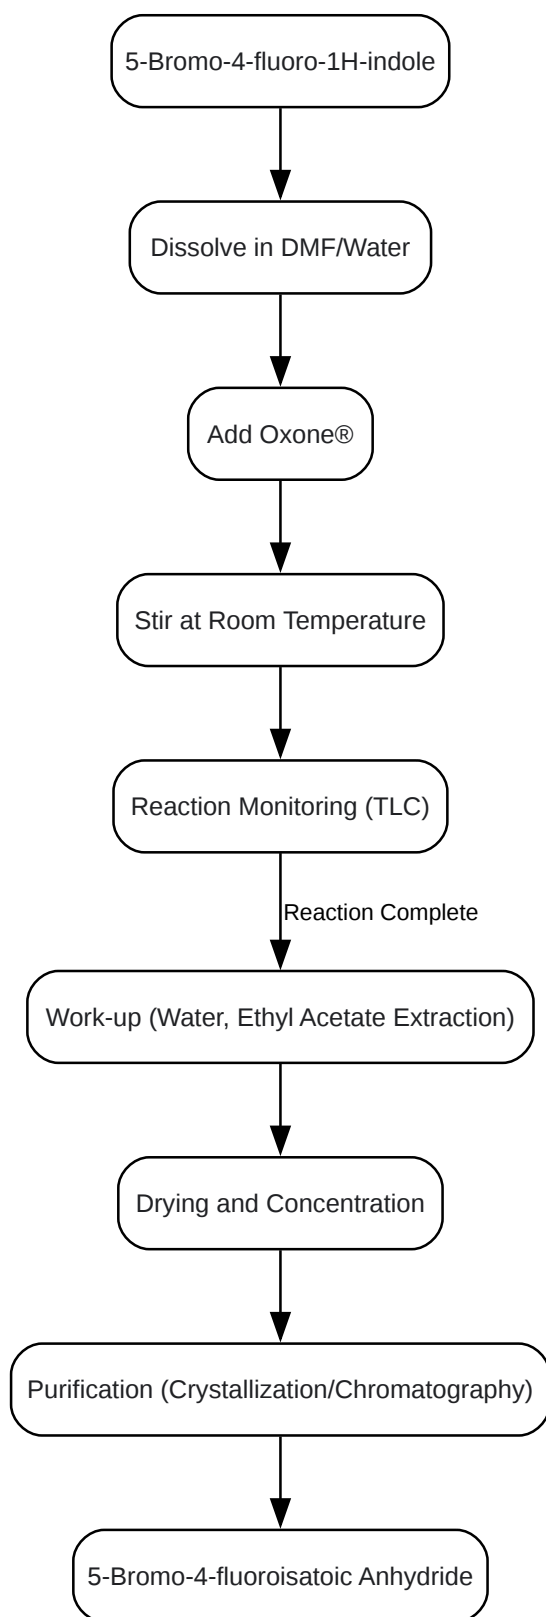 5-Bromo-4-fluoro-1H-indole
Dissolve in DMF/Water
Add Oxone®
Stir at Room Temperature
Reaction Monitoring (TLC)
Reaction Complete
Work-up (Water, Ethyl Acetate Extraction)
Drying and Concentration
Purification (Crystallization/Chromatography)
5-Bromo-4-fluoroisatoic Anhydride